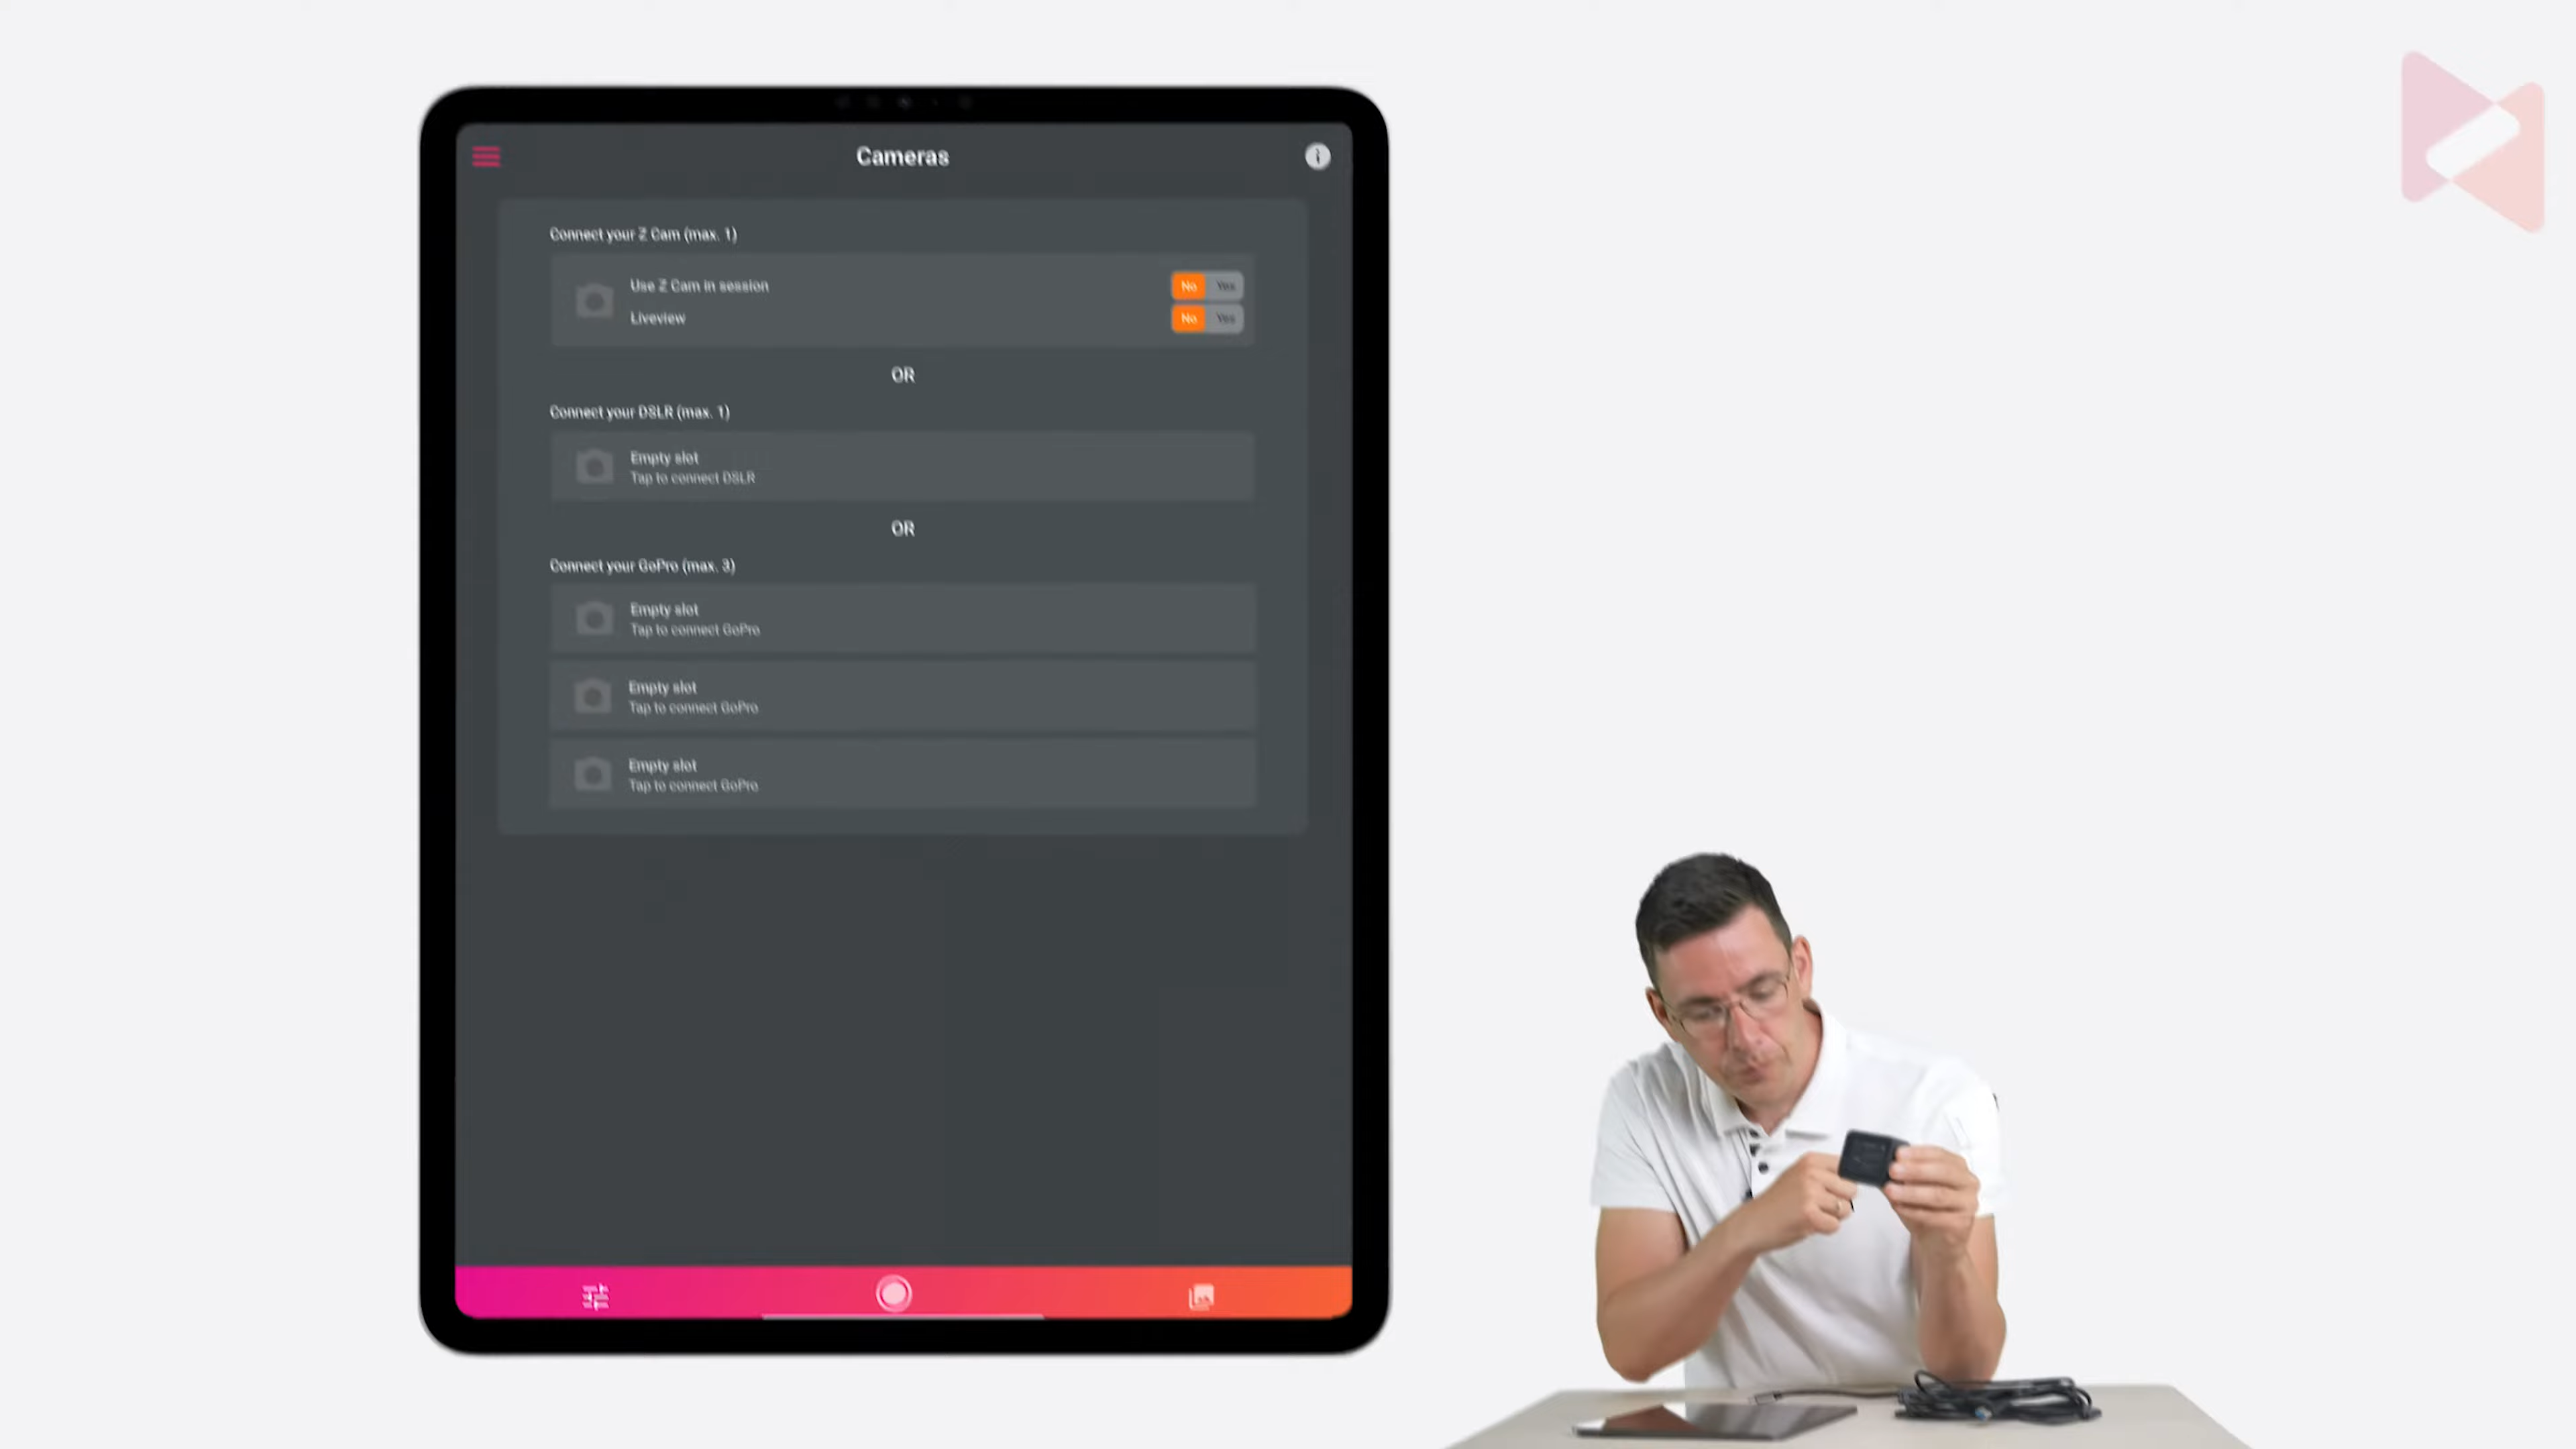 Cameras
Connect your Z Cam (max. 1)
Use Z Cam in session
No Yes
Liveview
No Yes
OR
Connect your DSLR (max. 1)
Empty slot
Tap to connect DSLR
OR
Connect your GoPro (max. 3)
Empty slot
Tap to connect GoPro
Empty slot
Tap to connect GoPro
Empty slot
Tap to connect GoPro